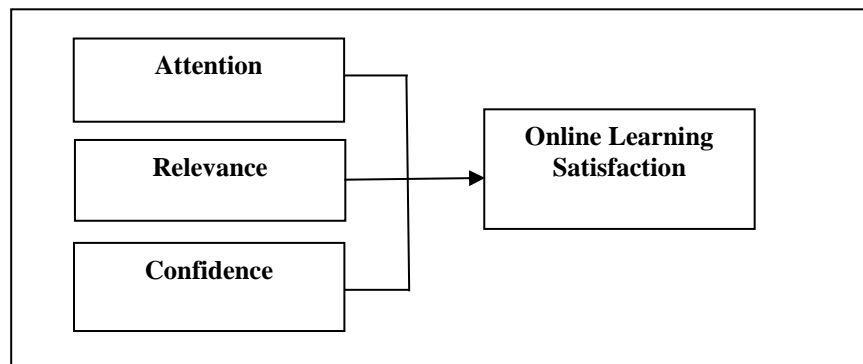 Attention
Relevance
Confidence
Online Learning
Satisfaction